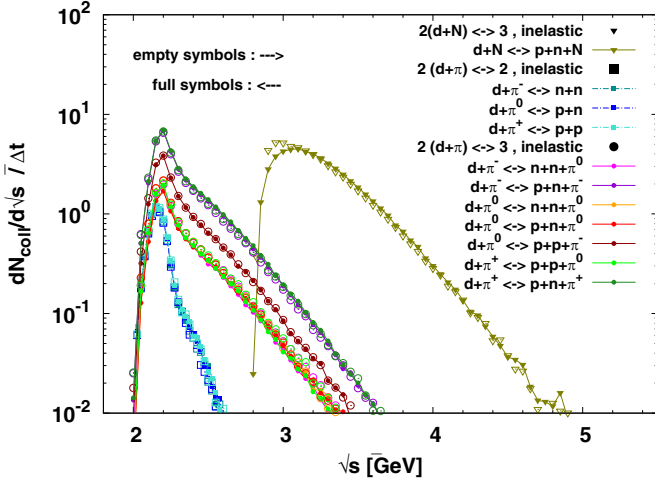 2(d+N) <-> 3 , inelastic
empty symbols : --->
d+N <-> p+n+N
2 (d+π) <-> 2 , inelastic
full symbols : <---
d+π⁻ <-> n+n
d+π⁰ <-> p+n
d+π⁺ <-> p+p
2 (d+π) <-> 3 , inelastic
d+π⁻ <-> n+n+π⁰
d+π⁻ <-> p+n+π⁻
d+π⁰ <-> n+n+π⁰
d+π⁰ <-> p+n+π⁰
d+π⁰ <-> p+p+π⁻
d+π⁺ <-> p+p+π⁰
d+π⁺ <-> p+n+π⁺
10³
10²
10¹
10⁰
10⁻¹
10⁻²
dN_coll/d√s / Δt
2 3 4 5
√s [GeV]